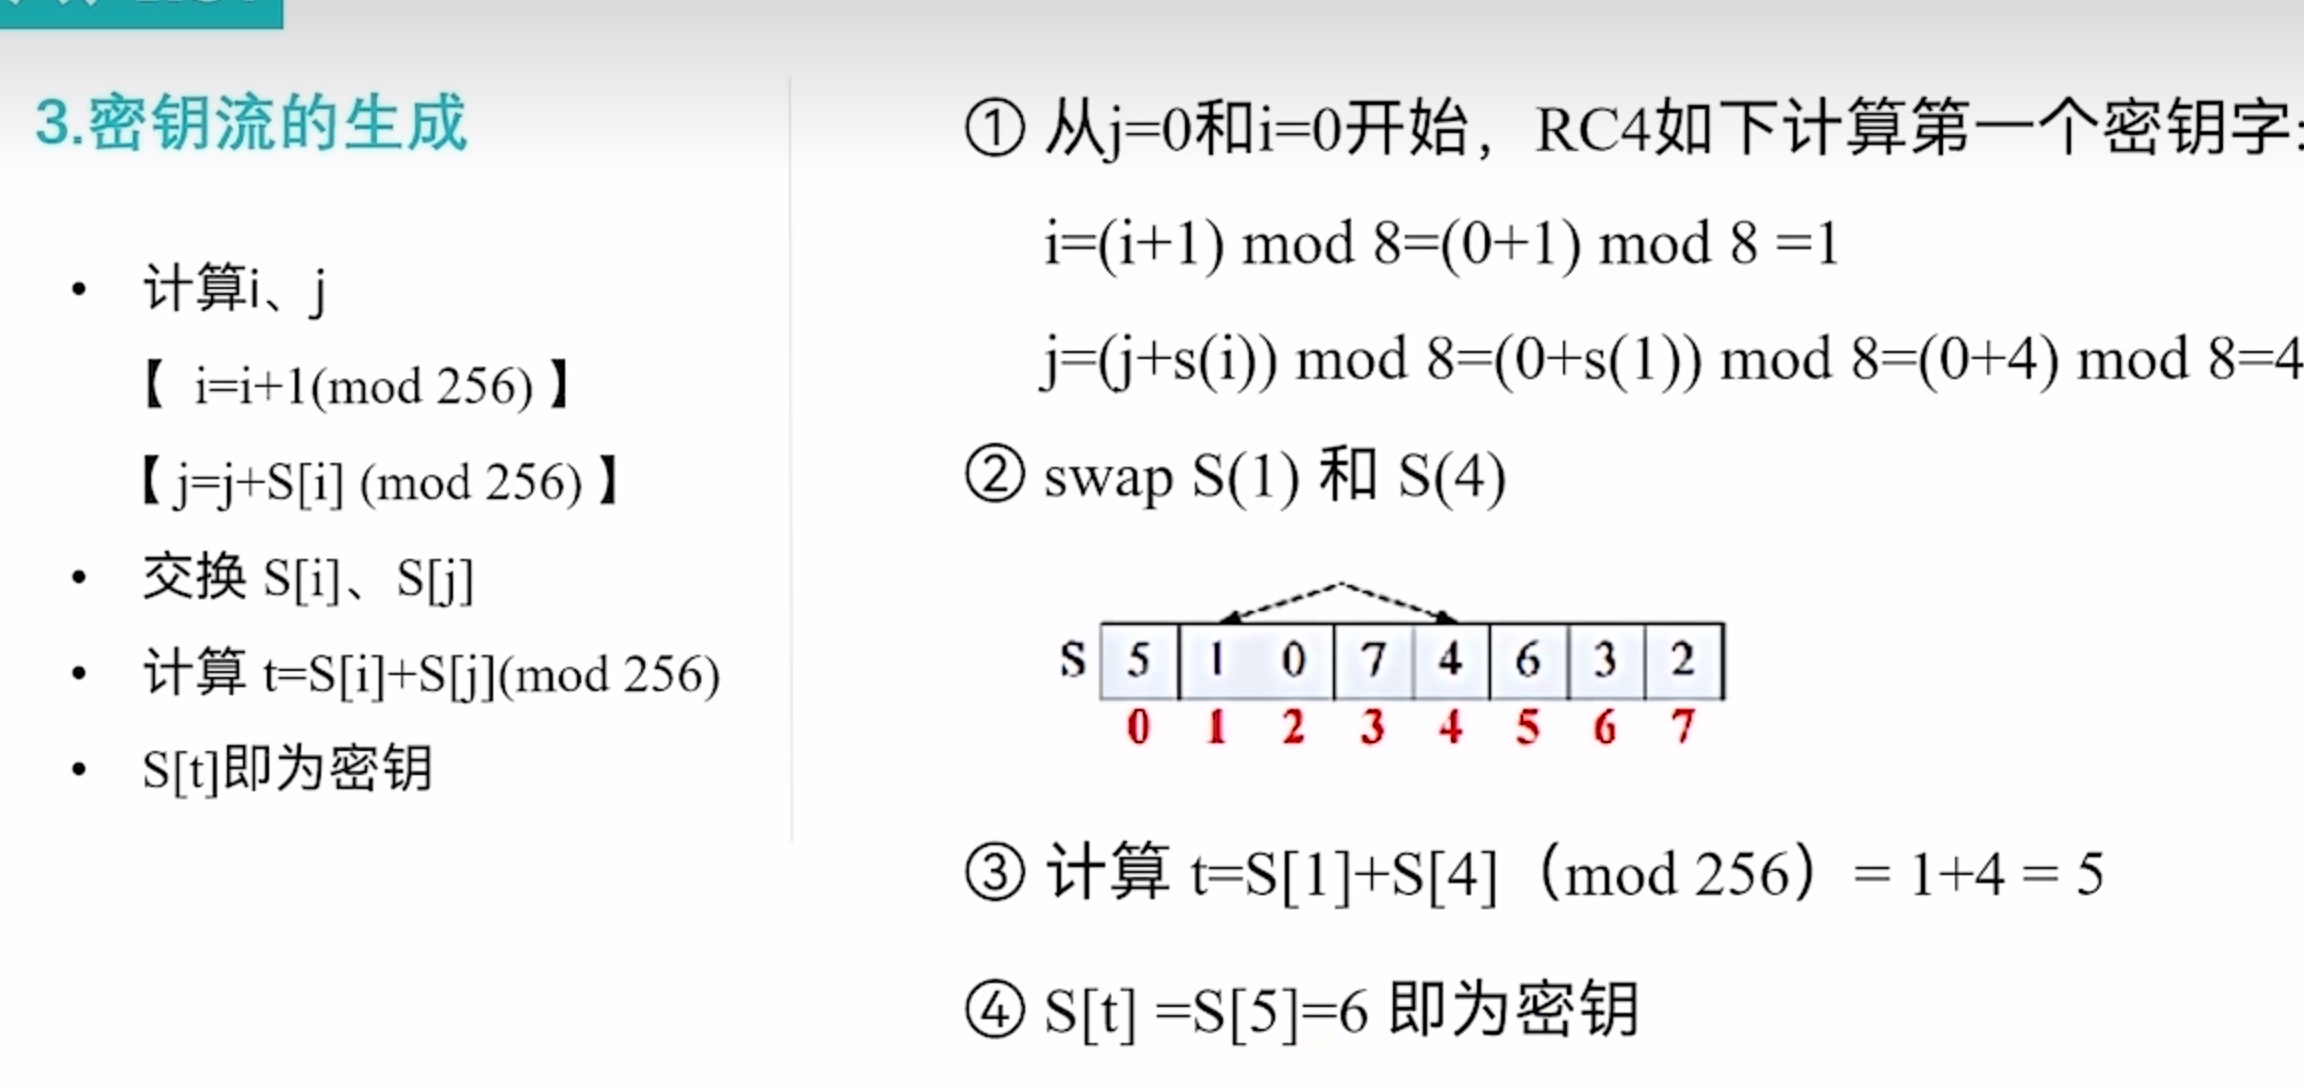 3.密钥流的生成
• 计算i、j
【 i=i+1(mod 256) 】
【 j=j+S[i] (mod 256) 】
• 交换 S[i]、S[j]
• 计算 t=S[i]+S[j](mod 256)
• S[t]即为密钥
① 从j=0和i=0开始，RC4如下计算第一个密钥字:
i=(i+1) mod 8=(0+1) mod 8 =1
j=(j+s(i)) mod 8=(0+s(1)) mod 8=(0+4) mod 8=4
② swap S(1) 和 S(4)
S 5 1 0 7 4 6 3 2
0 1 2 3 4 5 6 7
③ 计算 t=S[1]+S[4]（mod 256）= 1+4 = 5
④ S[t] =S[5]=6 即为密钥